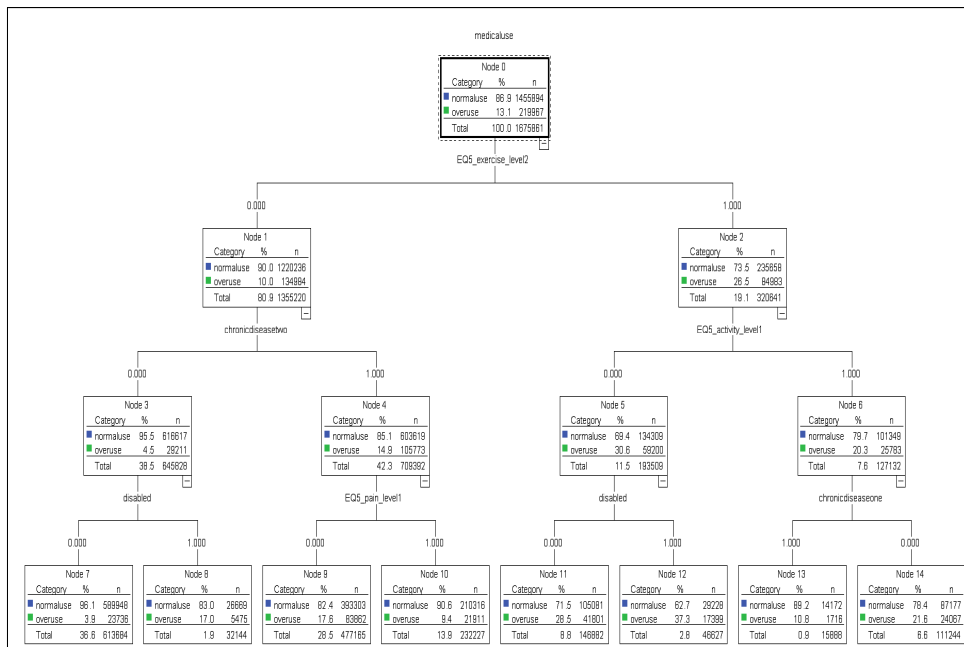 medicaluse
Node 0
Category % n
normaluse 86.9 1455894
overuse 13.1 219967
Total 100.0 1675861
EQ5_exercise_level2
0.000
1.000
Node 1
Category % n
normaluse 90.0 1220236
overuse 10.0 134984
Total 80.9 1355220
Node 2
Category % n
normaluse 73.5 235658
overuse 26.5 84983
Total 19.1 320641
chronicdiseasetwo
EQ5_activity_level1
0.000
1.000
0.000
1.000
Node 3
Category % n
normaluse 95.5 616617
overuse 4.5 29211
Total 38.5 645828
Node 4
Category % n
normaluse 85.1 603619
overuse 14.9 105773
Total 42.3 709392
Node 5
Category % n
normaluse 69.4 134309
overuse 30.6 59200
Total 11.5 193509
Node 6
Category % n
normaluse 79.7 101349
overuse 20.3 25783
Total 7.6 127132
disabled
EQ5_pain_level1
disabled
chronicdiseaseone
0.000
1.000
0.000
1.000
0.000
1.000
1.000
0.000
Node 7
Category % n
normaluse 96.1 589948
overuse 3.9 23736
Total 36.6 613684
Node 8
Category % n
normaluse 83.0 26669
overuse 17.0 5475
Total 1.9 32144
Node 9
Category % n
normaluse 82.4 393303
overuse 17.6 83862
Total 28.5 477165
Node 10
Category % n
normaluse 90.6 210316
overuse 9.4 21911
Total 13.9 232227
Node 11
Category % n
normaluse 71.5 105081
overuse 28.5 41801
Total 8.8 146882
Node 12
Category % n
normaluse 62.7 29228
overuse 37.3 17399
Total 2.8 46627
Node 13
Category % n
normaluse 89.2 14172
overuse 10.8 1716
Total 0.9 15888
Node 14
Category % n
normaluse 78.4 87177
overuse 21.6 24067
Total 6.6 111244